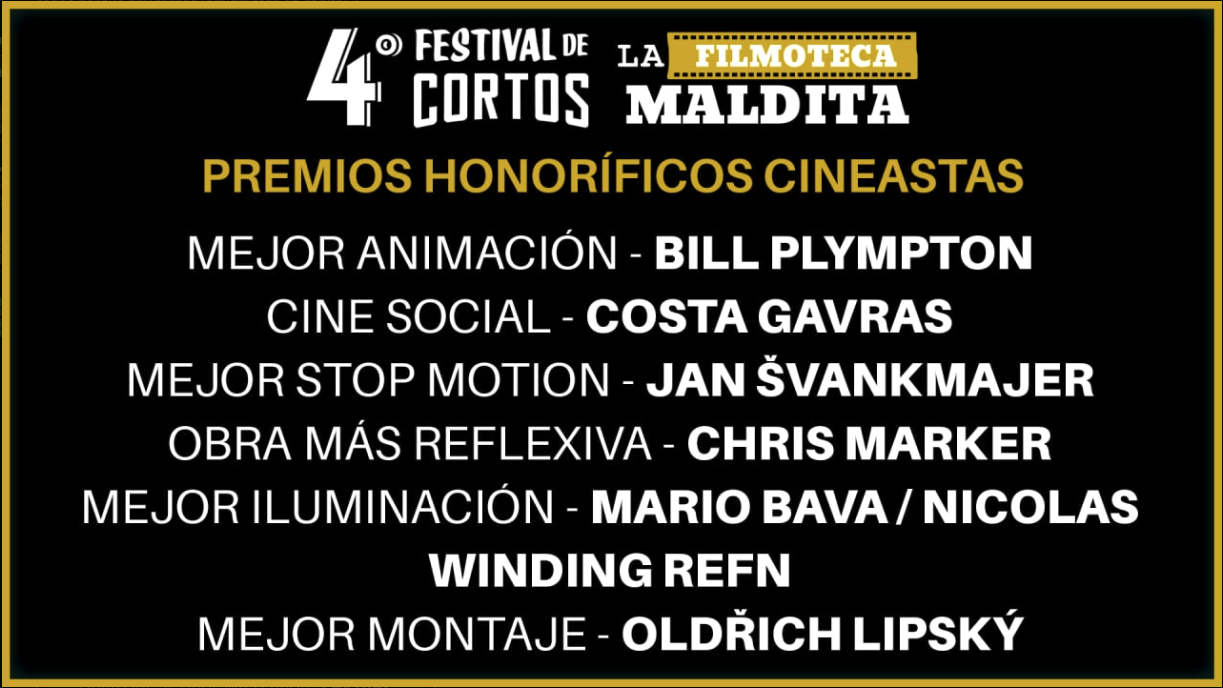 4º FESTIVAL DE CORTOS
LA FILMOTECA MALDITA
PREMIOS HONORÍFICOS CINEASTAS
MEJOR ANIMACIÓN - BILL PLYMPTON
CINE SOCIAL - COSTA GAVRAS
MEJOR STOP MOTION - JAN ŠVANKMAJER
OBRA MÁS REFLEXIVA - CHRIS MARKER
MEJOR ILUMINACIÓN - MARIO BAVA / NICOLAS
WINDING REFN
MEJOR MONTAJE - OLDŘICH LIPSKÝ